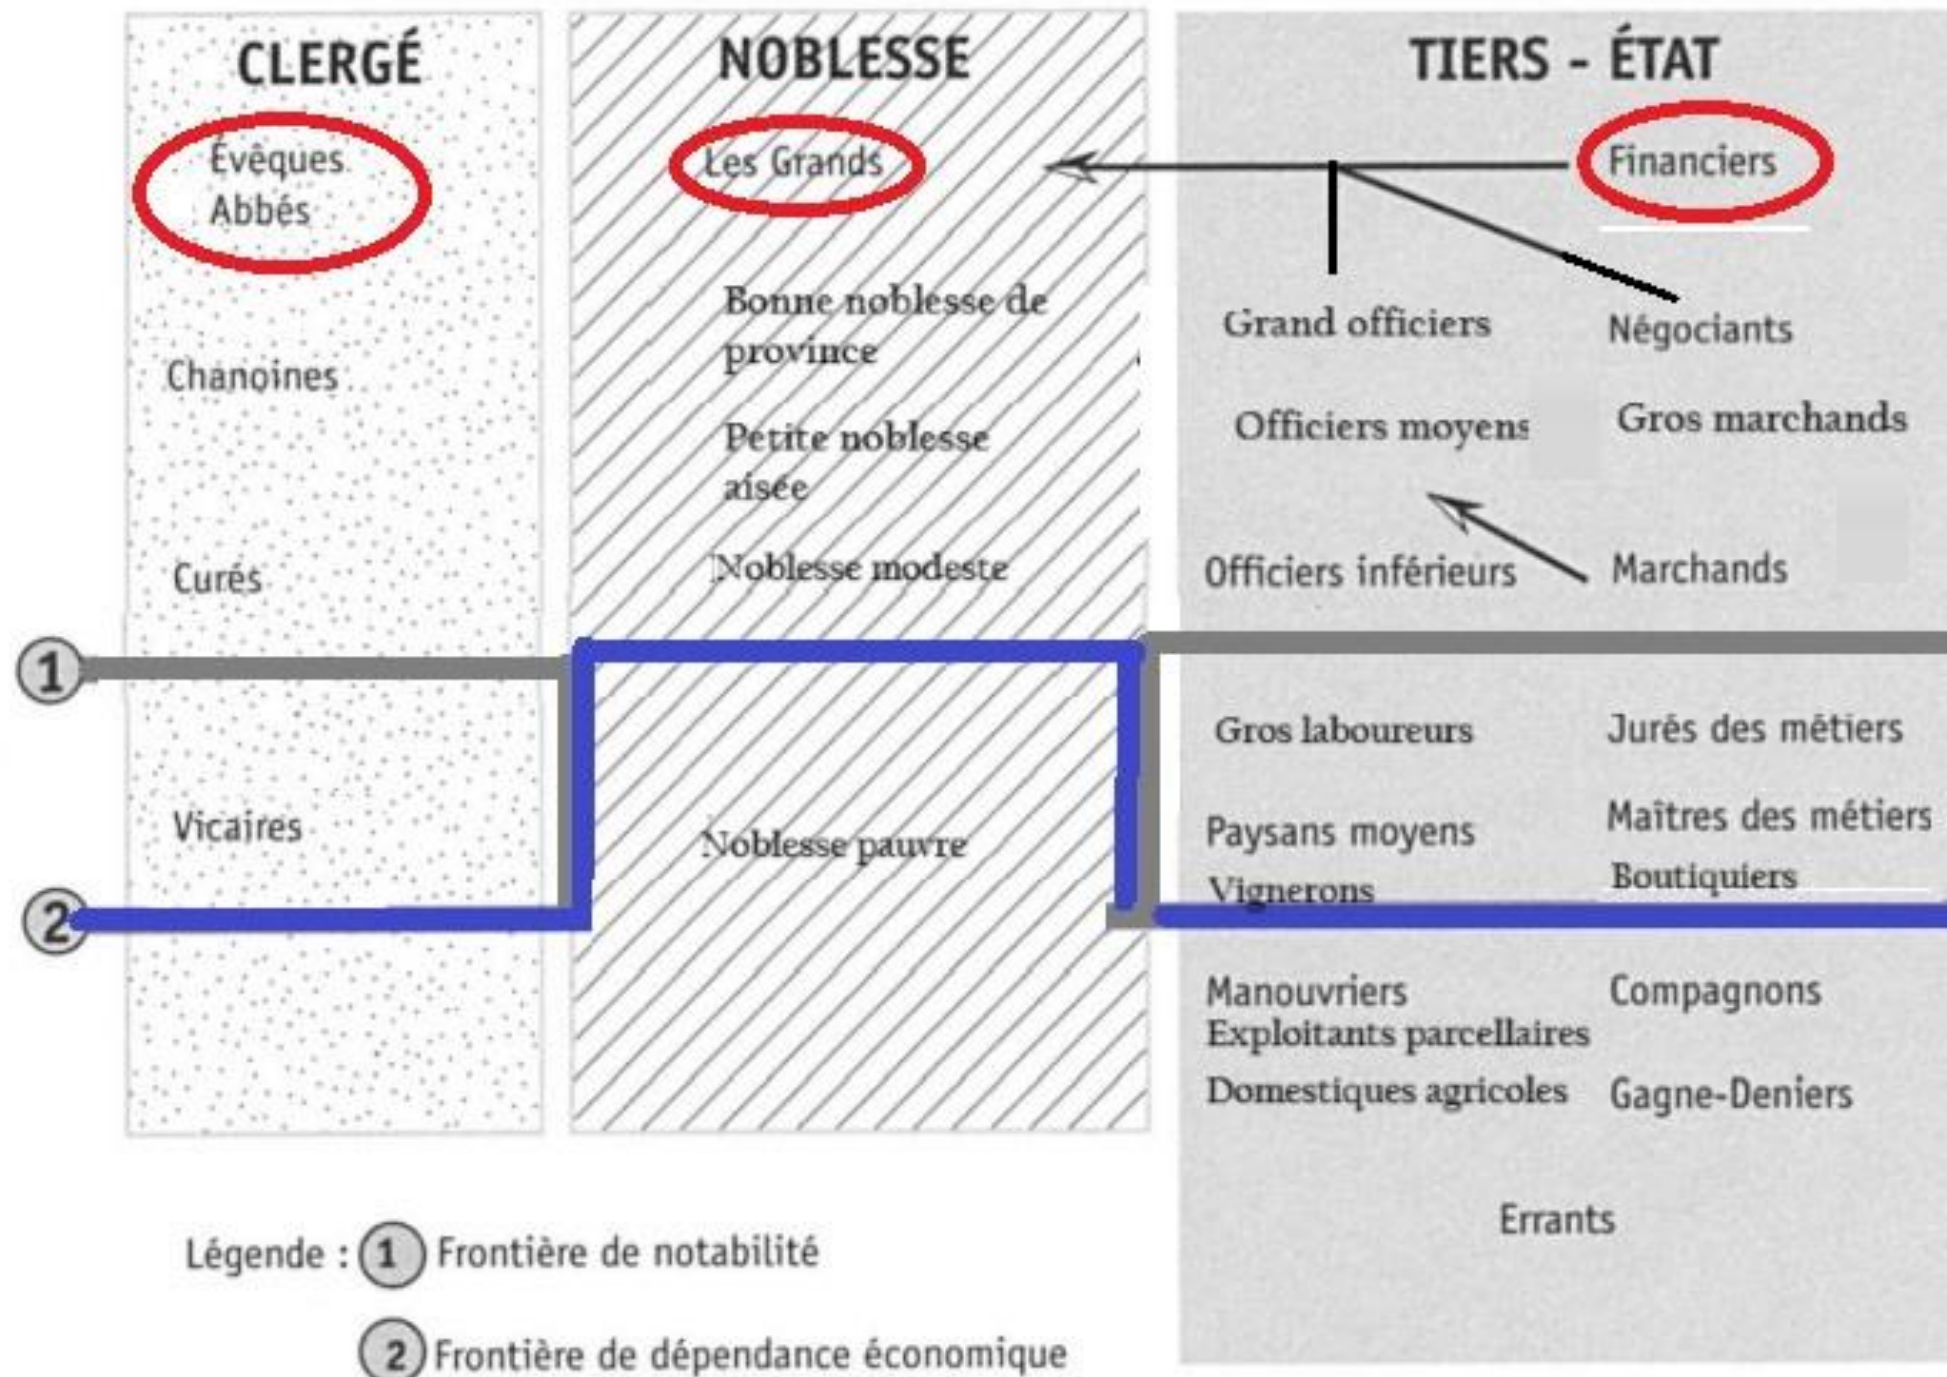 CLERGÉ
Évêques
Abbés
Chanoines
Curés
Vicaires
NOBLESSE
Les Grands
Bonne noblesse de
province
Petite noblesse
aisée
Noblesse modeste
Noblesse pauvre
TIERS - ÉTAT
Financiers
Grand officiers
Négociants
Officiers moyens
Gros marchands
Officiers inférieurs
Marchands
Gros laboureurs
Jurés des métiers
Paysans moyens
Maîtres des métiers
Vignerons
Boutiquiers
Manouvriers
Compagnons
Exploitants parcellaires
Domestiques agricoles
Gagne-Deniers
Errants
1
2
Légende : 1 Frontière de notabilité
2 Frontière de dépendance économique